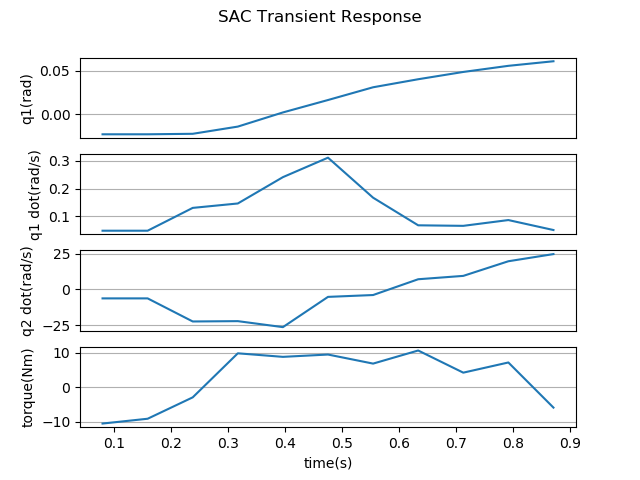 SAC Transient Response
q1(rad)
0.05
0.00
q1 dot(rad/s)
0.3
0.2
0.1
q2 dot(rad/s)
25
0
−25
torque(Nm)
10
0
−10
0.1 0.2 0.3 0.4 0.5 0.6 0.7 0.8 0.9
time(s)